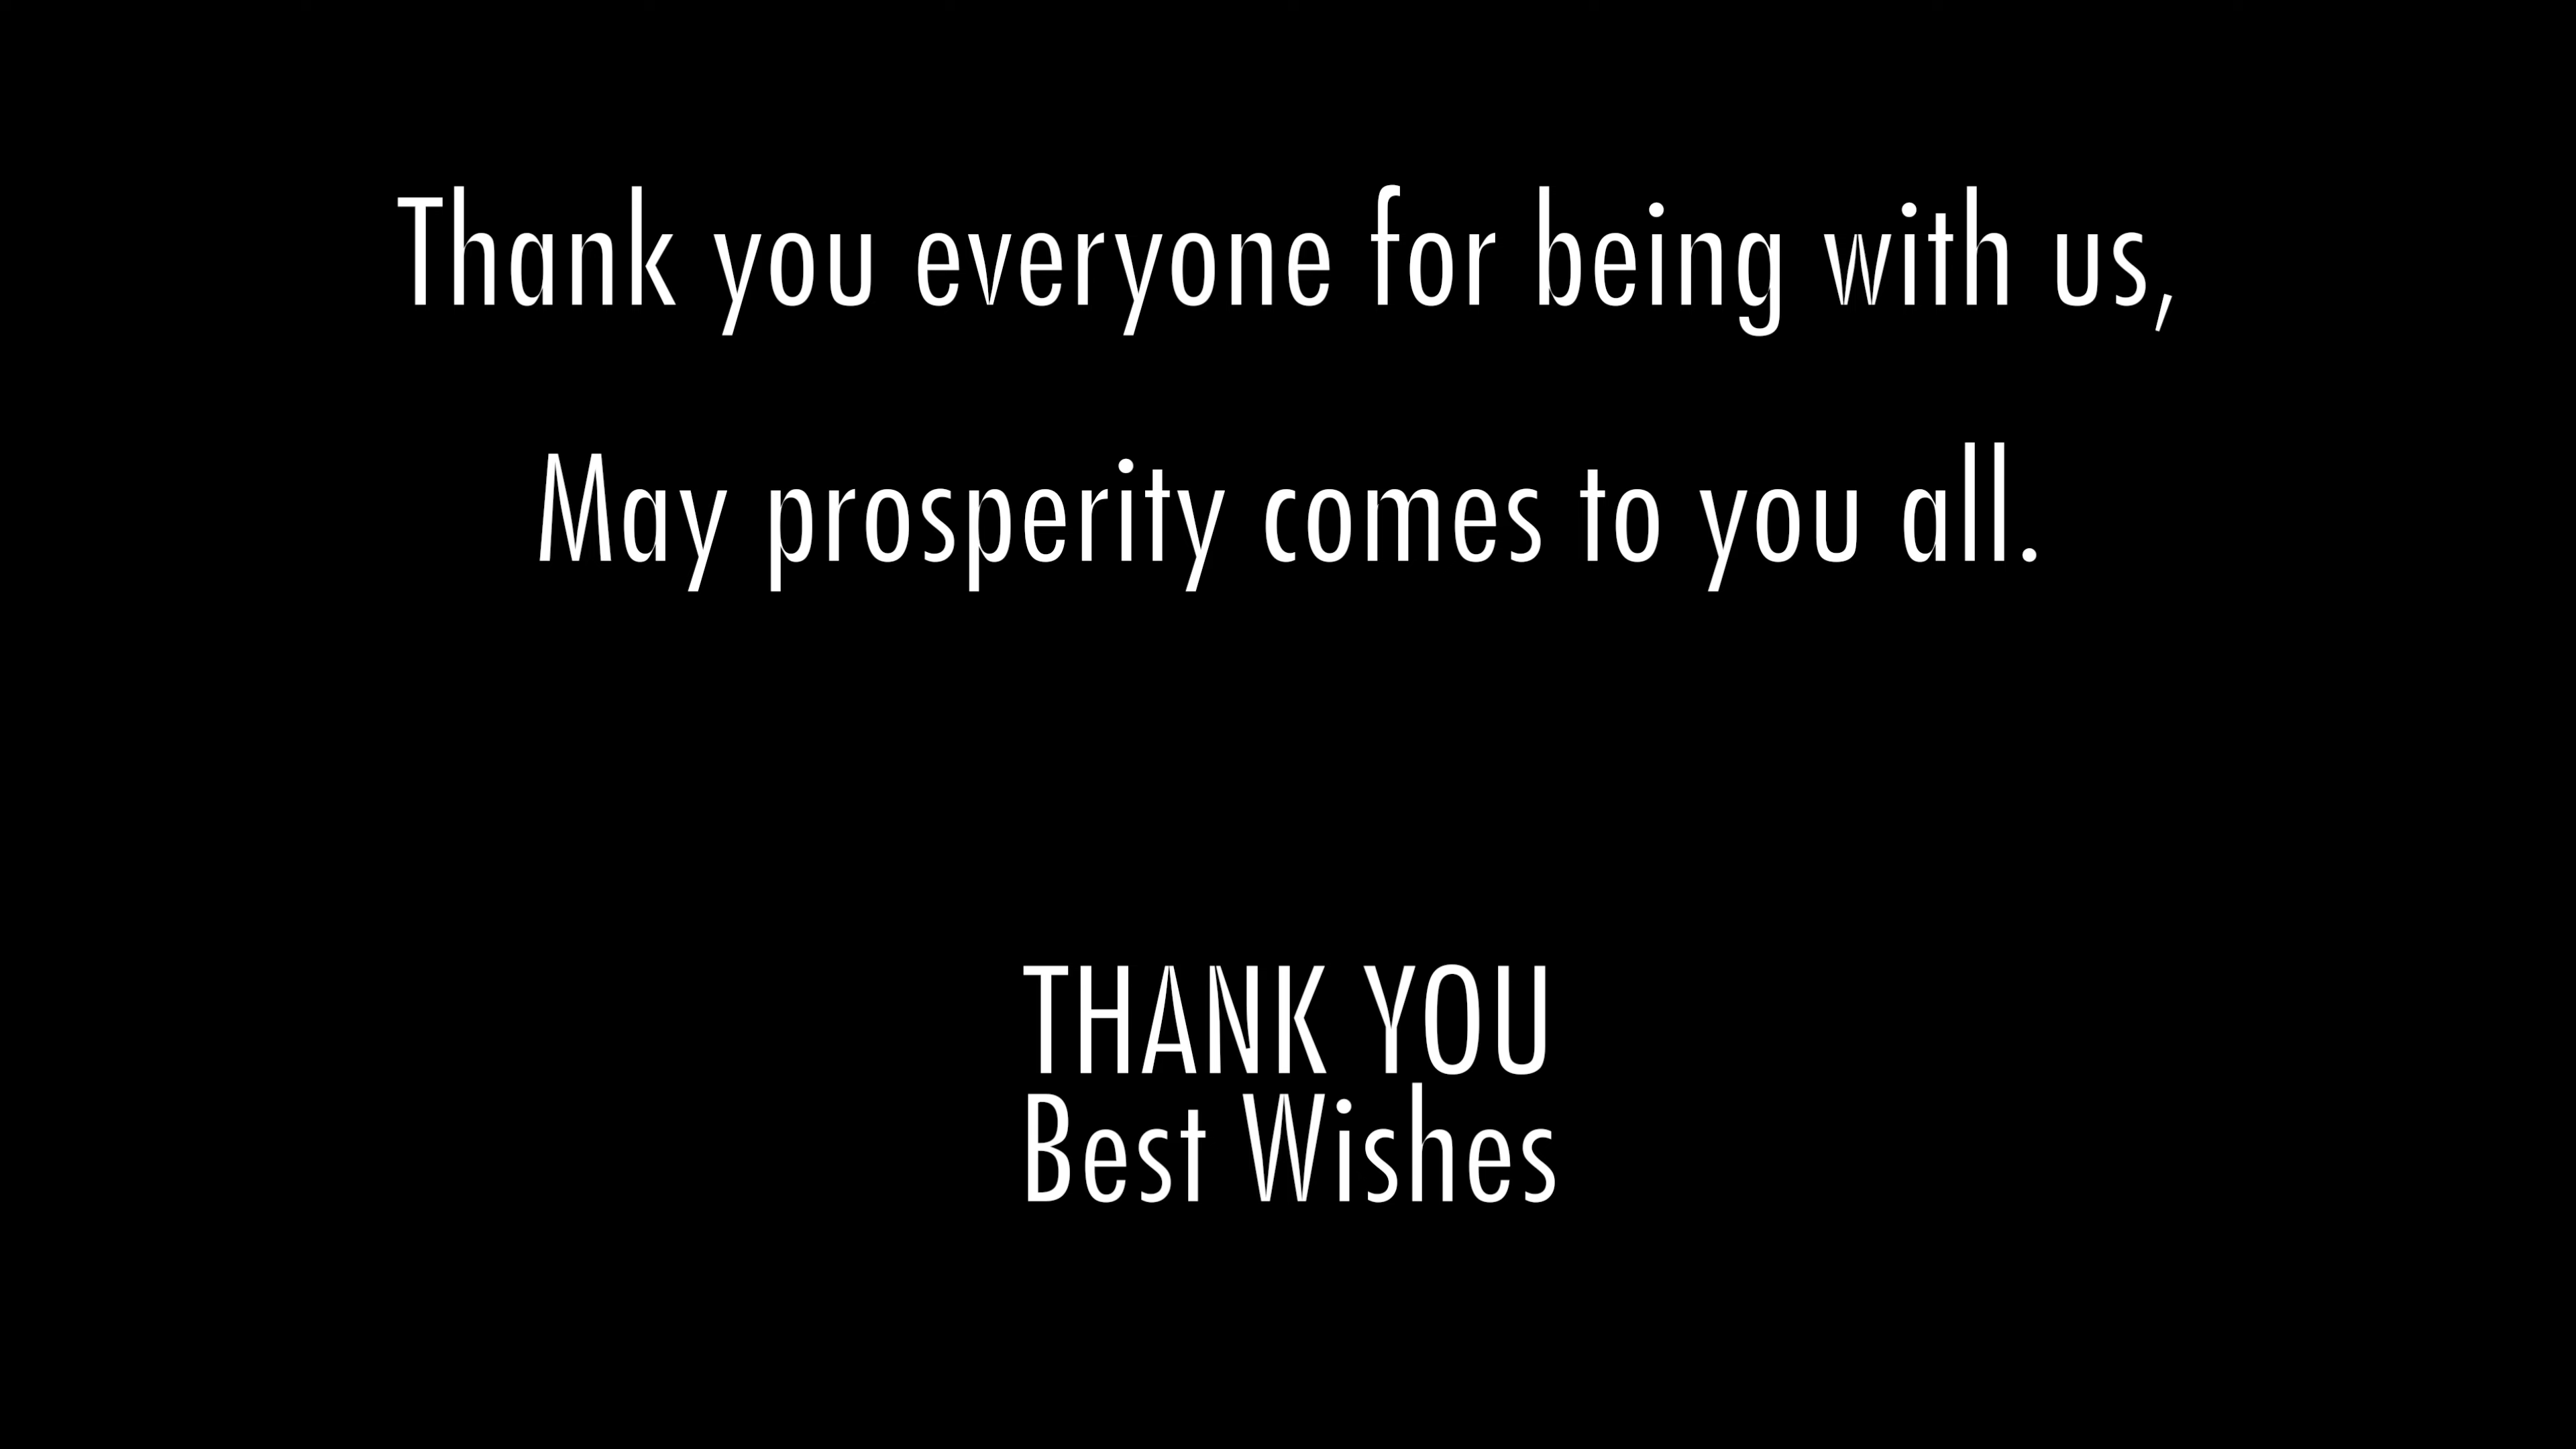 Thank you everyone for being with us,
May prosperity comes to you all.
THANK YOU
Best Wishes